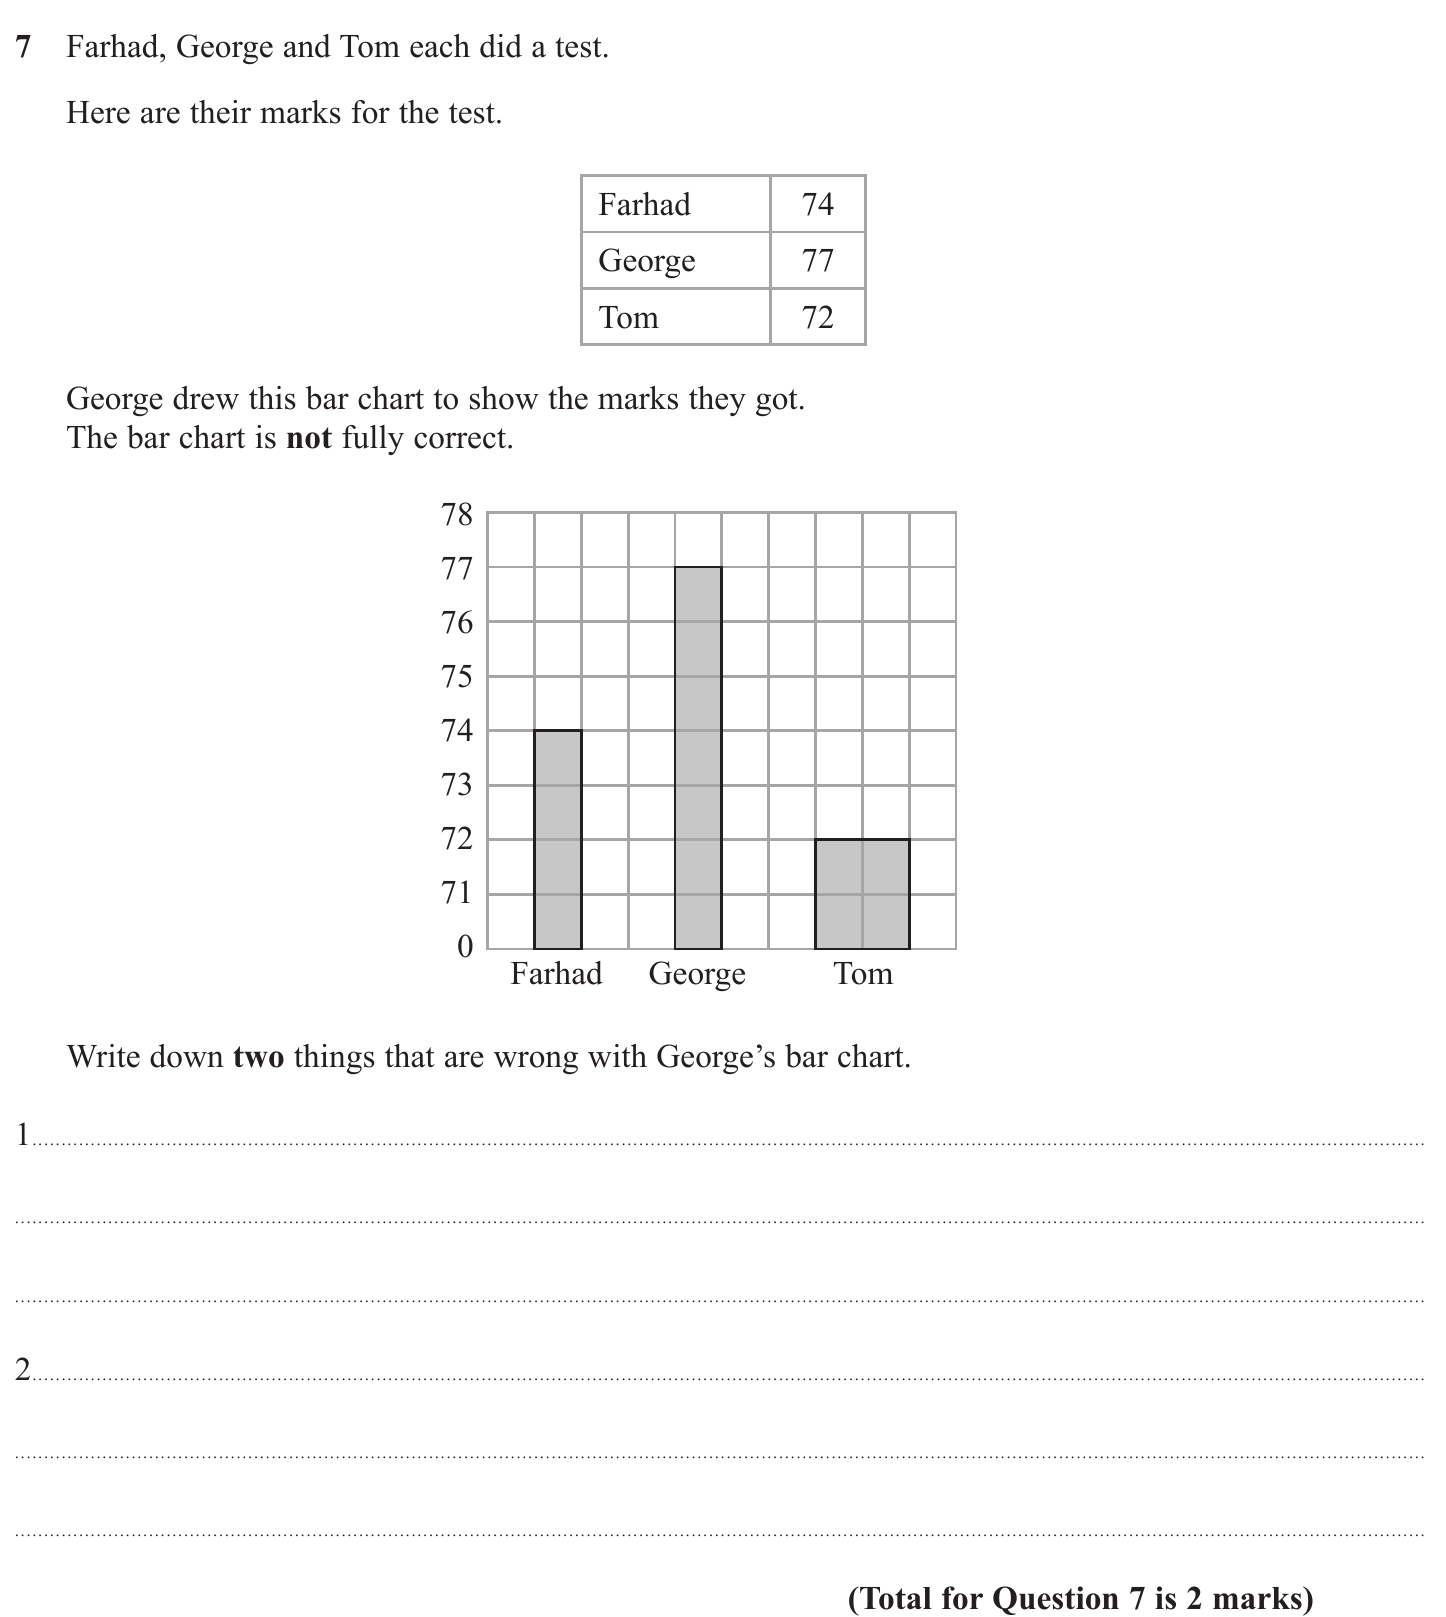 7 Farhad, George and Tom each did a test.
Here are their marks for the test.
Farhad 74
George 77
Tom 72
George drew this bar chart to show the marks they got.
The bar chart is not fully correct.
78
77
76
75
74
73
72
71
0
Farhad George Tom
Write down two things that are wrong with George’s bar chart.
1
2
(Total for Question 7 is 2 marks)